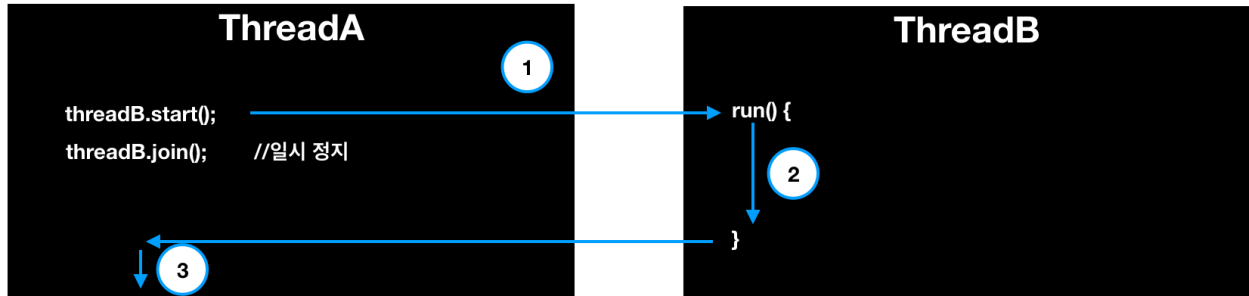 ThreadA
1
threadB.start();
threadB.join(); //일시 정지
3
ThreadB
run() {
2
}